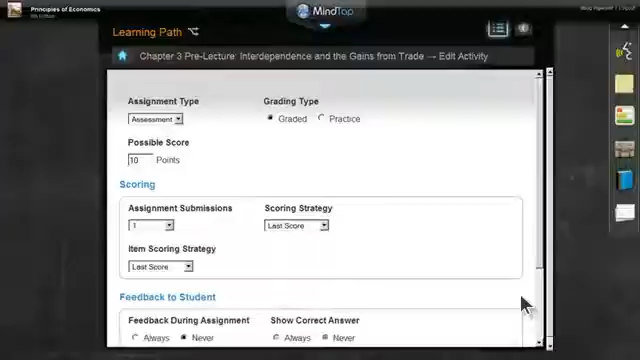 Principles of Economics
MindTap
Learning Path
Chapter 3 Pre-Lecture: Interdependence and the Gains from Trade → Edit Activity
Assignment Type
Grading Type
Assessment
Graded
Practice
Possible Score
10 Points
Scoring
Assignment Submissions
Scoring Strategy
1
Last Score
Item Scoring Strategy
Last Score
Feedback to Student
Feedback During Assignment
Show Correct Answer
Always
Never
Always
Never